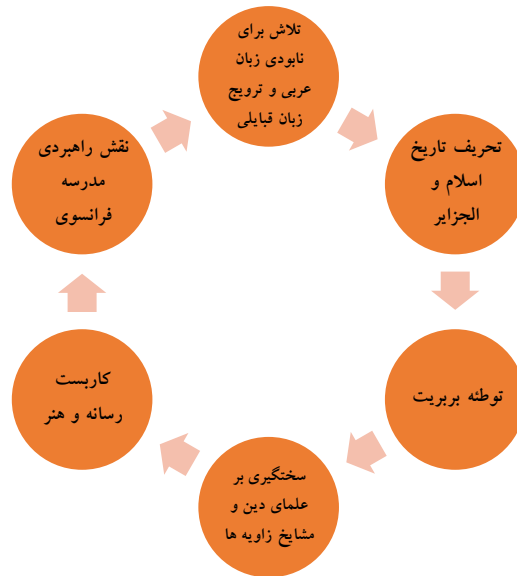 تلاش برای
نابودی زبان
عربی و ترویج
زبان قبایلی
تحریف تاریخ
اسلام و
الجزایر
توطئه بربریت
سختگیری بر
علمای دین و
مشایخ زاویه ها
کاربست
رسانه و هنر
نقش راهبردی
مدرسه
فرانسوی